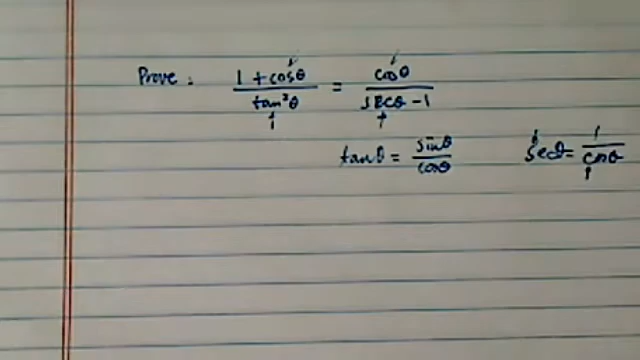 Prove : (1 + cosθ)/(tan²θ) = cosθ/(secθ - 1)
tanθ = sinθ/cosθ secθ = 1/cosθ